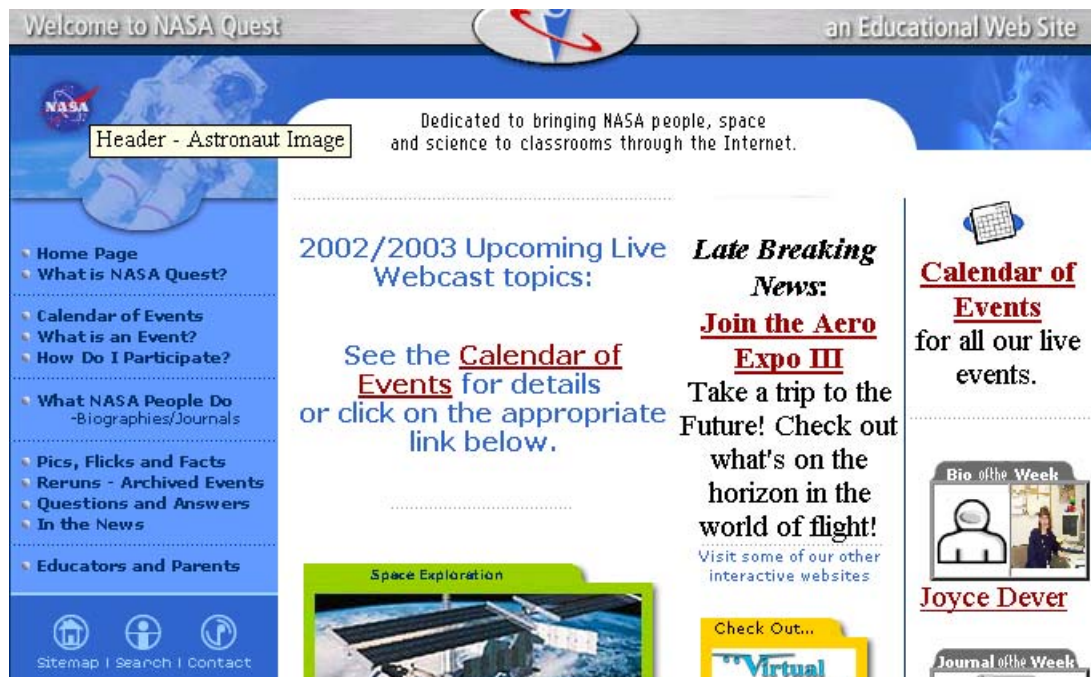 Welcome to NASA Quest
an Educational Web Site
NASA
Header - Astronaut Image
Dedicated to bringing NASA people, space
and science to classrooms through the Internet.
Home Page
What is NASA Quest?
Calendar of Events
What is an Event?
How Do I Participate?
What NASA People Do
-Biographies/Journals
Pics, Flicks and Facts
Reruns - Archived Events
Questions and Answers
In the News
Educators and Parents
Sitemap | Search | Contact
2002/2003 Upcoming Live
Webcast topics:
See the Calendar of
Events for details
or click on the appropriate
link below.
Space Exploration
Late Breaking
News:
Join the Aero
Expo III
Take a trip to the
Future! Check out
what's on the
horizon in the
world of flight!
Visit some of our other
interactive websites
Check Out...
Virtual
Calendar of
Events
for all our live
events.
Bio of the Week
Joyce Dever
Journal of the Week